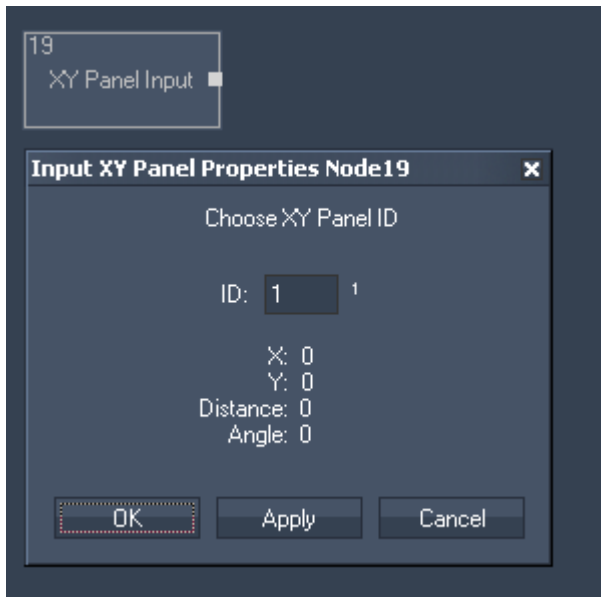 19
XY Panel Input
Input XY Panel Properties Node19
Choose XY Panel ID
ID: 1 1
X: 0
Y: 0
Distance: 0
Angle: 0
OK Apply Cancel